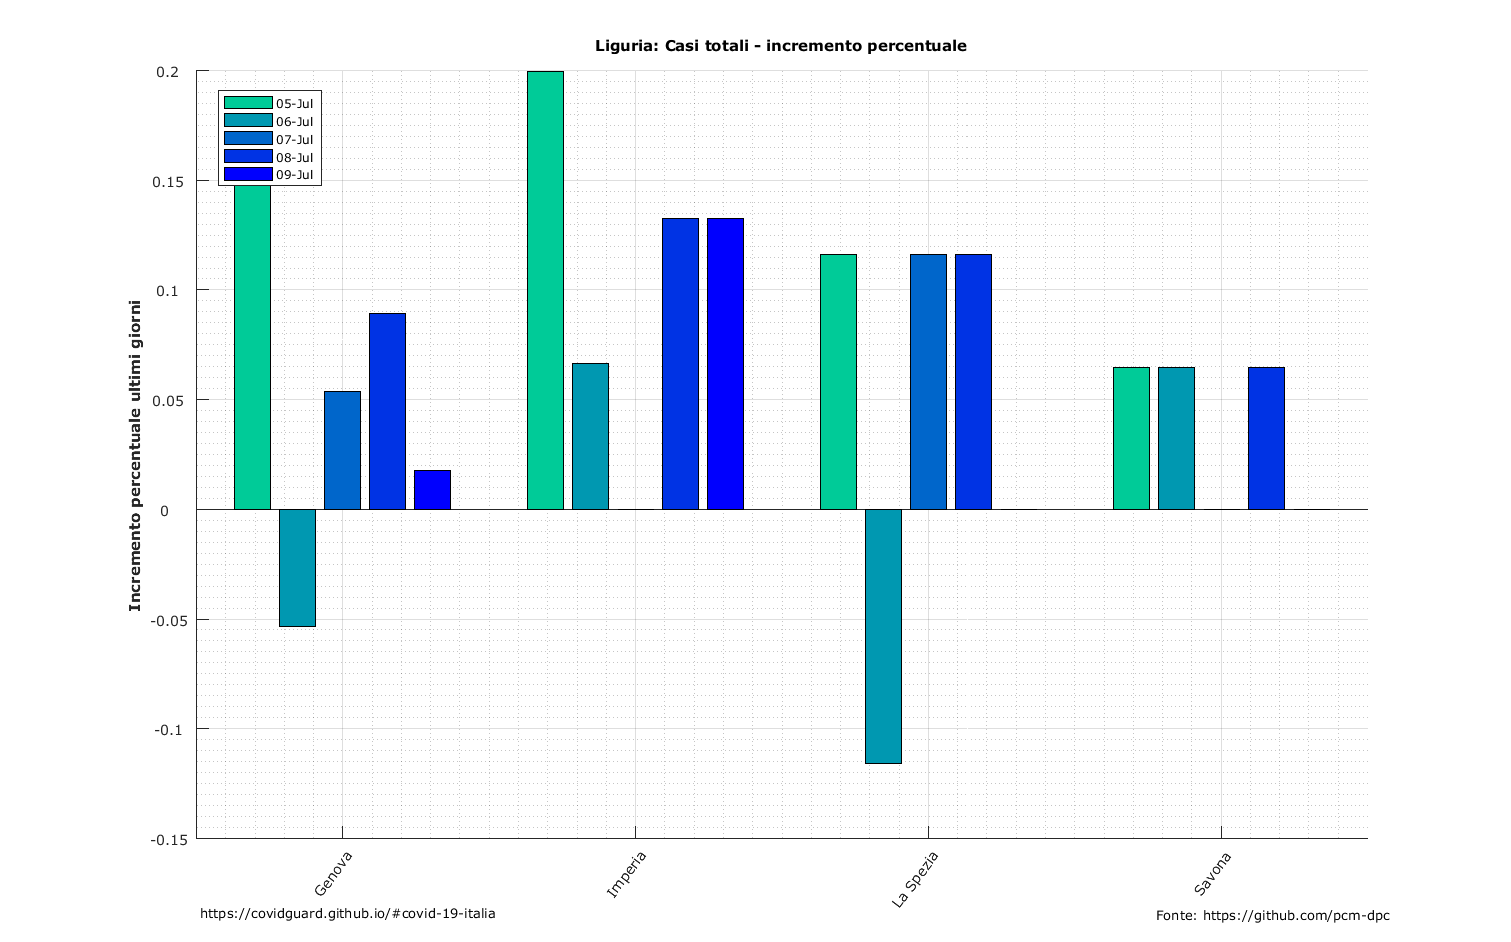 Liguria: Casi totali - incremento percentuale
Incremento percentuale ultimi giorni
0.2
0.15
0.1
0.05
0
-0.05
-0.1
-0.15
05-Jul
06-Jul
07-Jul
08-Jul
09-Jul
Genova
Imperia
La Spezia
Savona
https://covidguard.github.io/#covid-19-italia
Fonte: https://github.com/pcm-dpc